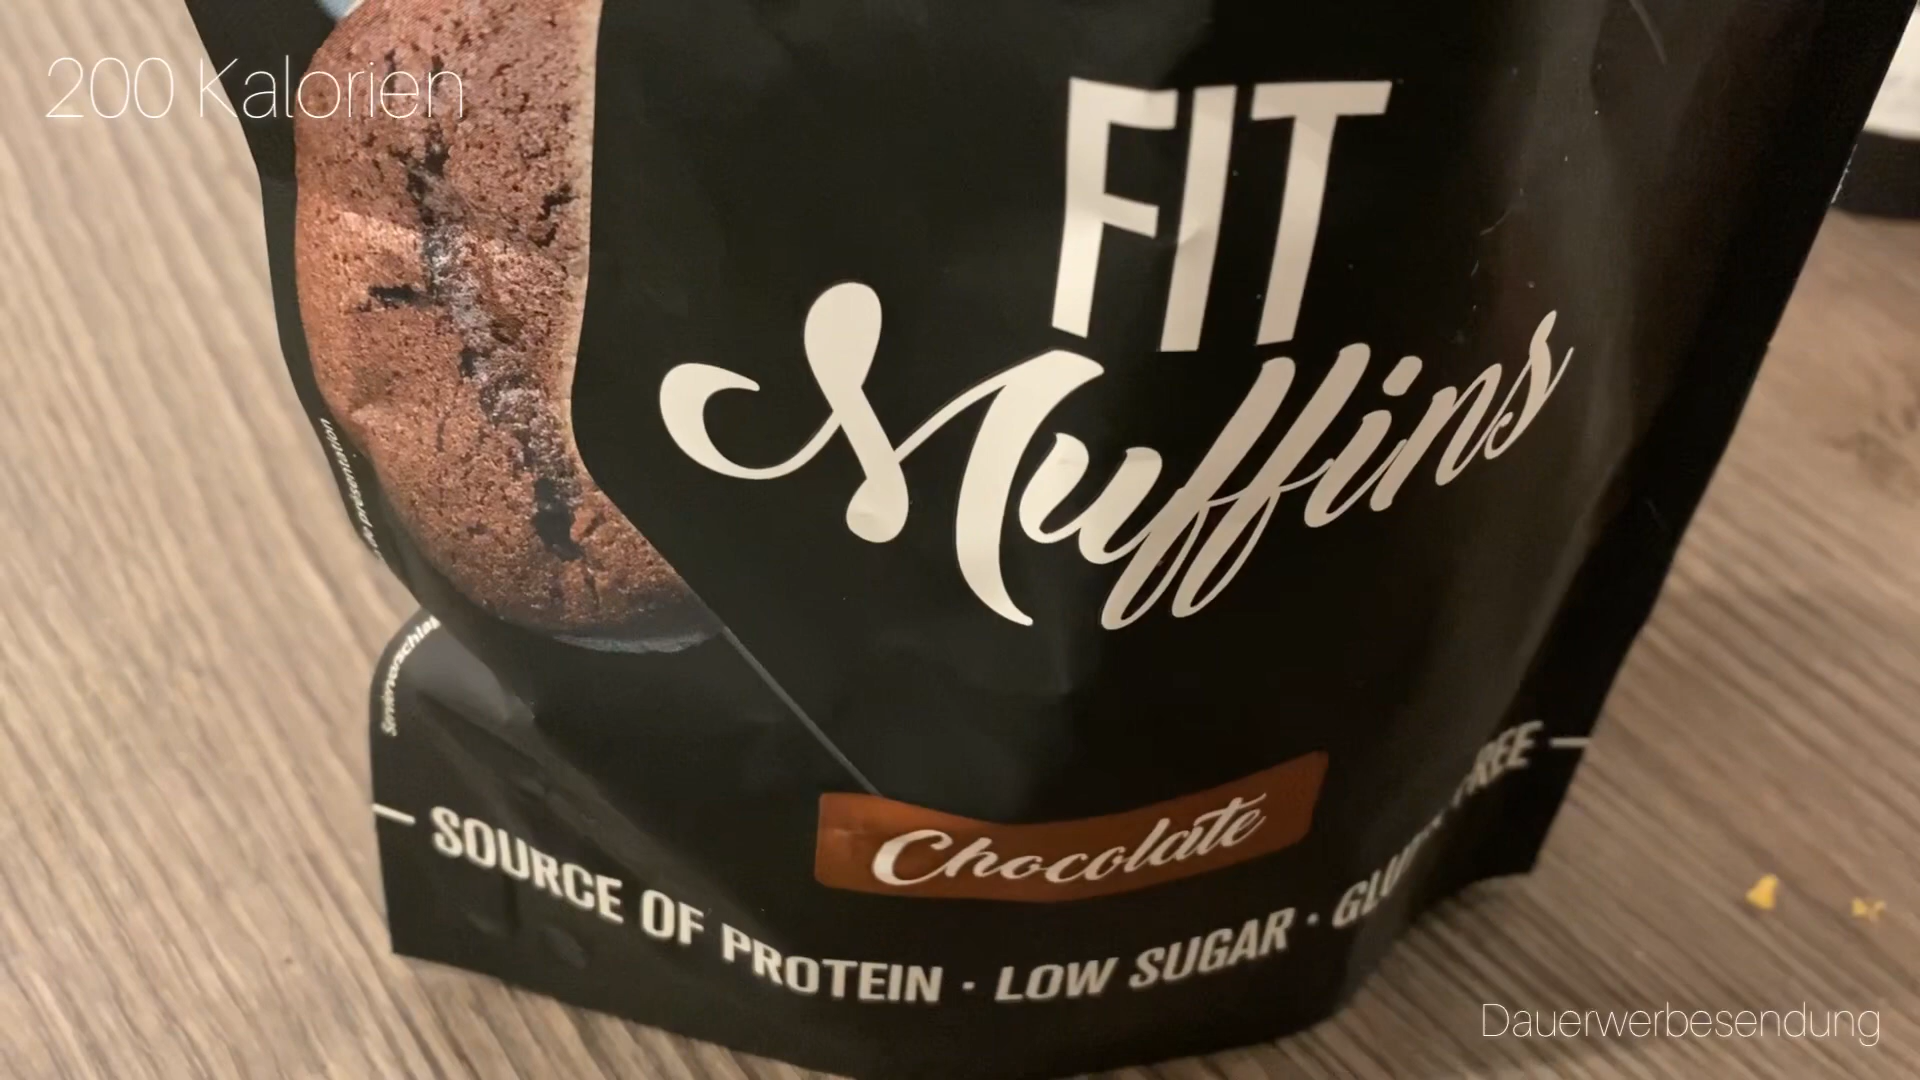 200 Kalorien
FIT
Muffins
Chocolate
SOURCE OF PROTEIN · LOW SUGAR ·
Dauerwerbesendung